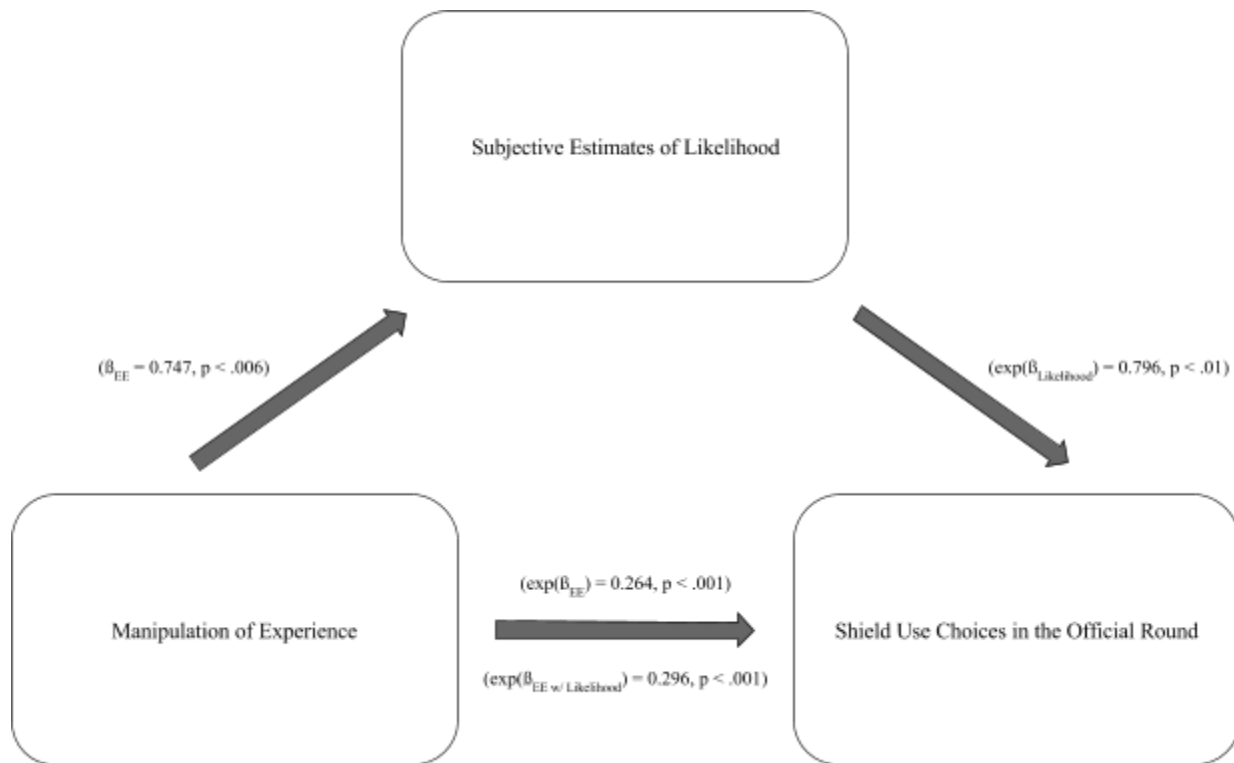 Subjective Estimates of Likelihood
(ß_EE = 0.747, p < .006)
(exp(ß_Likelihood) = 0.796, p < .01)
(exp(ß_EE) = 0.264, p < .001)
Manipulation of Experience
Shield Use Choices in the Official Round
(exp(ß_EE w/ Likelihood) = 0.296, p < .001)